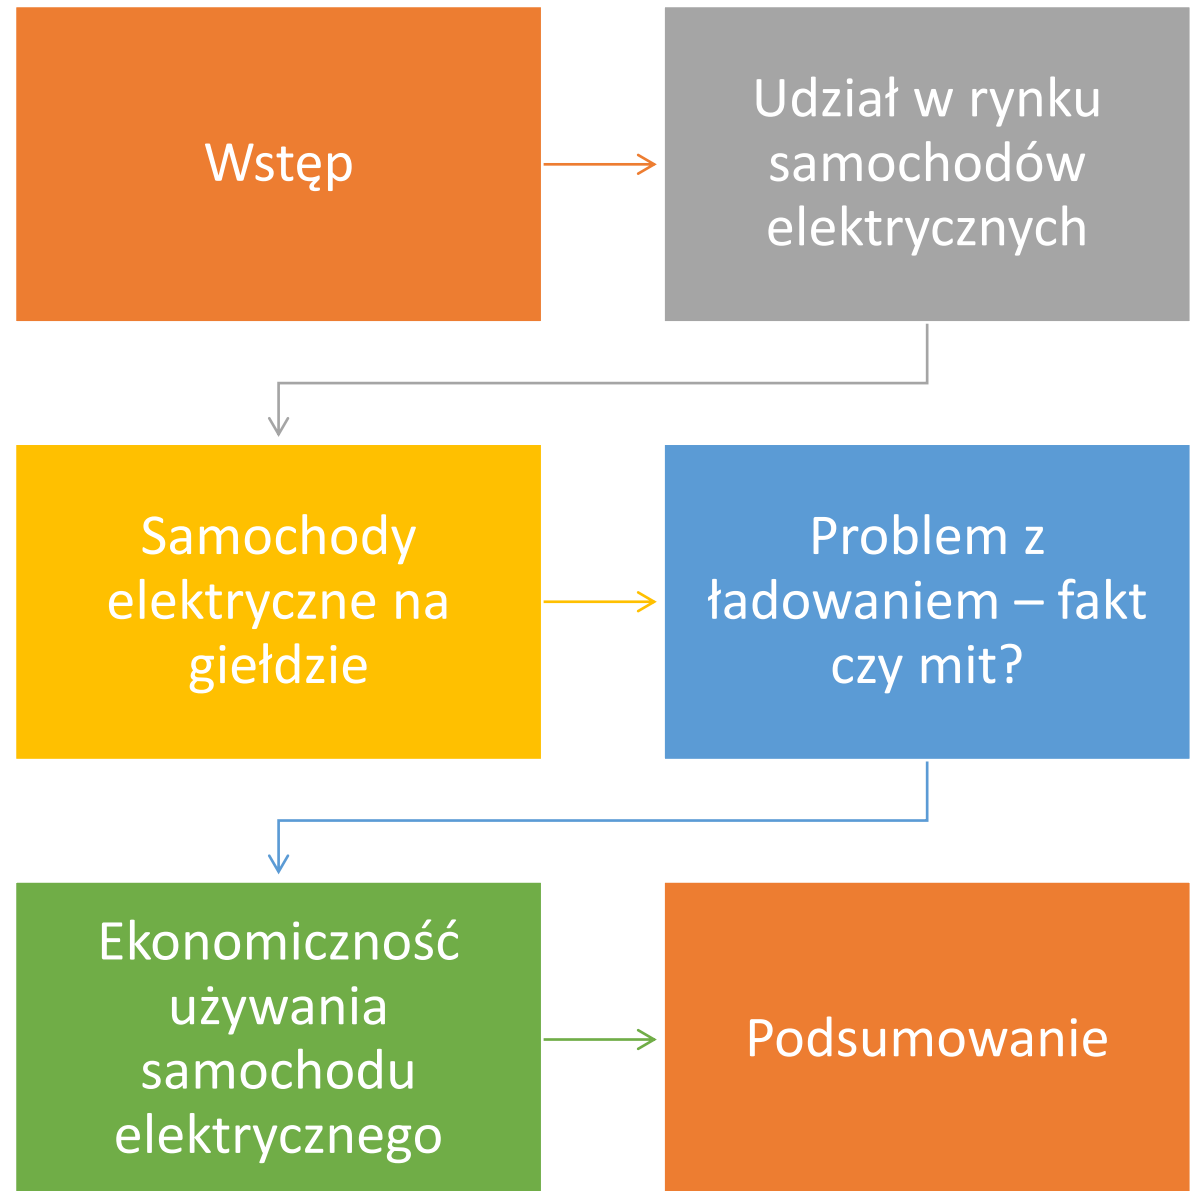 Wstęp
Udział w rynku
samochodów
elektrycznych
Samochody
elektryczne na
giełdzie
Problem z
ładowaniem – fakt
czy mit?
Ekonomiczność
używania
samochodu
elektrycznego
Podsumowanie